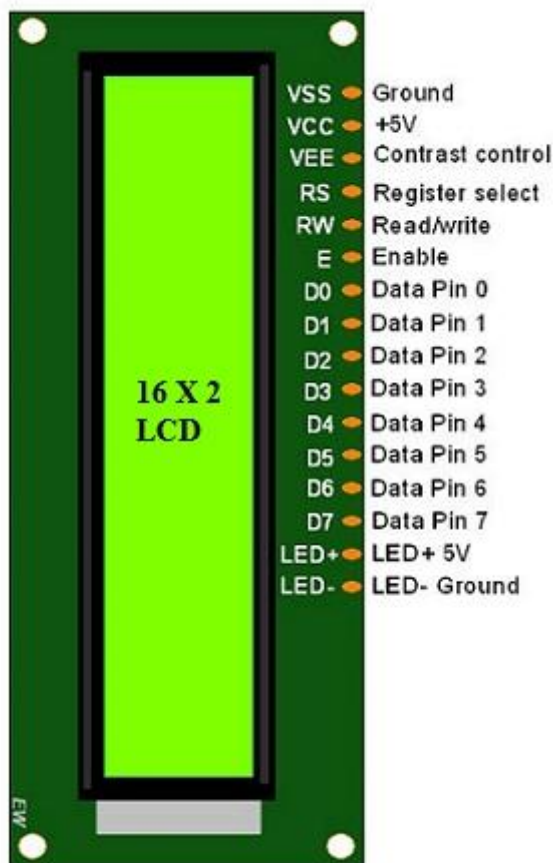 VSS Ground
VCC +5V
VEE Contrast control
RS Register select
RW Read/write
E Enable
D0 Data Pin 0
D1 Data Pin 1
D2 Data Pin 2
D3 Data Pin 3
D4 Data Pin 4
D5 Data Pin 5
D6 Data Pin 6
D7 Data Pin 7
LED+ LED+ 5V
LED- LED- Ground
16 X 2
LCD
EW